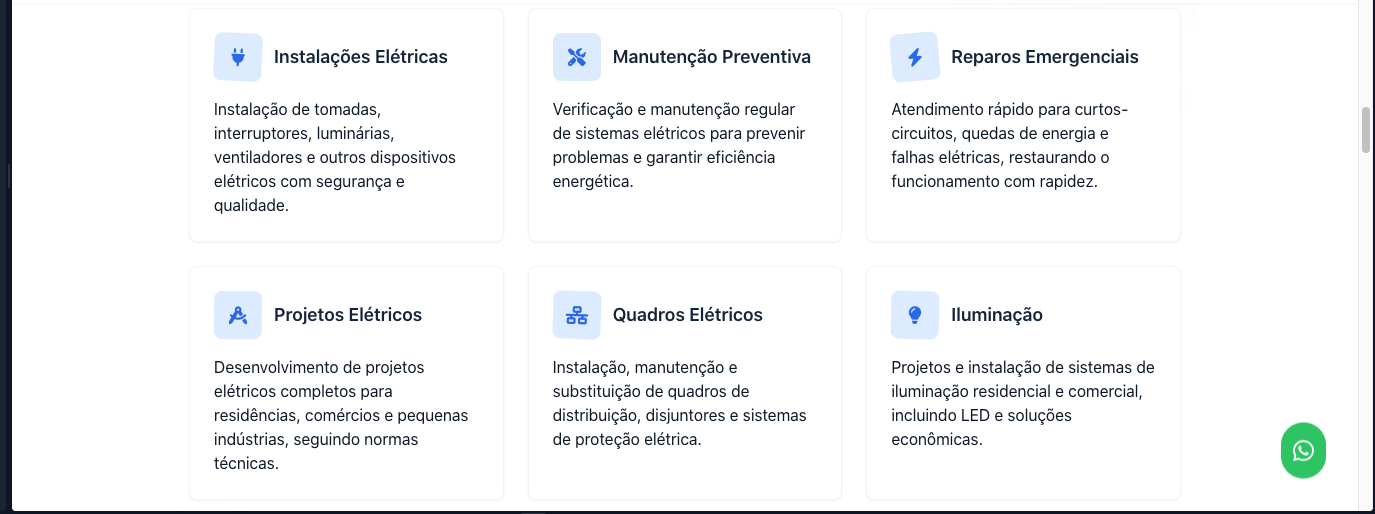 Instalações Elétricas
Instalação de tomadas,
interruptores, luminárias,
ventiladores e outros dispositivos
elétricos com segurança e
qualidade.
Manutenção Preventiva
Verificação e manutenção regular
de sistemas elétricos para prevenir
problemas e garantir eficiência
energética.
Reparos Emergenciais
Atendimento rápido para curtos-
circuitos, quedas de energia e
falhas elétricas, restaurando o
funcionamento com rapidez.
Projetos Elétricos
Desenvolvimento de projetos
elétricos completos para
residências, comércios e pequenas
indústrias, seguindo normas
técnicas.
Quadros Elétricos
Instalação, manutenção e
substituição de quadros de
distribuição, disjuntores e sistemas
de proteção elétrica.
Iluminação
Projetos e instalação de sistemas de
iluminação residencial e comercial,
incluindo LED e soluções
econômicas.